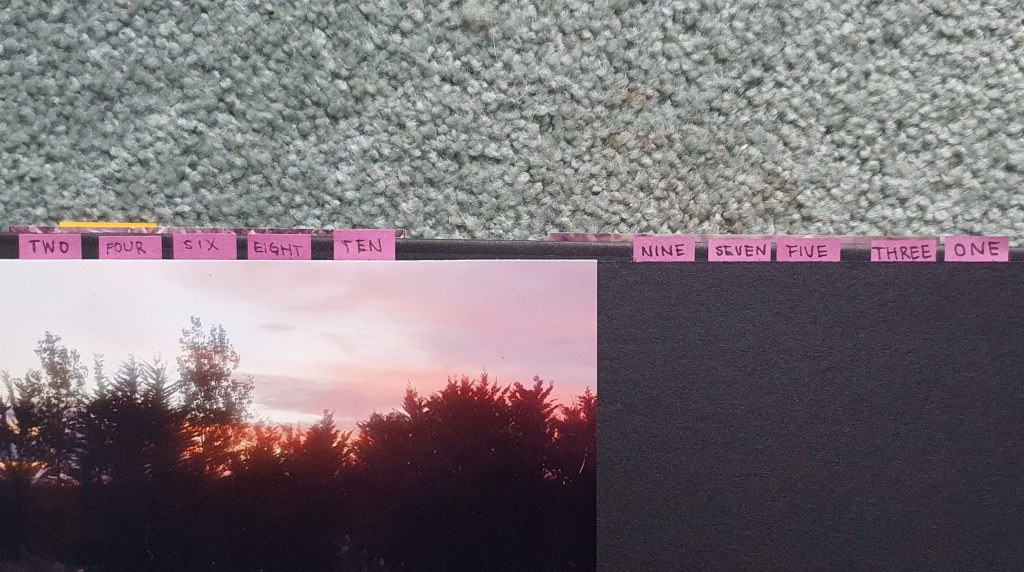 TWO FOUR SIX EIGHT TEN NINE SEVEN FIVE THREE ONE